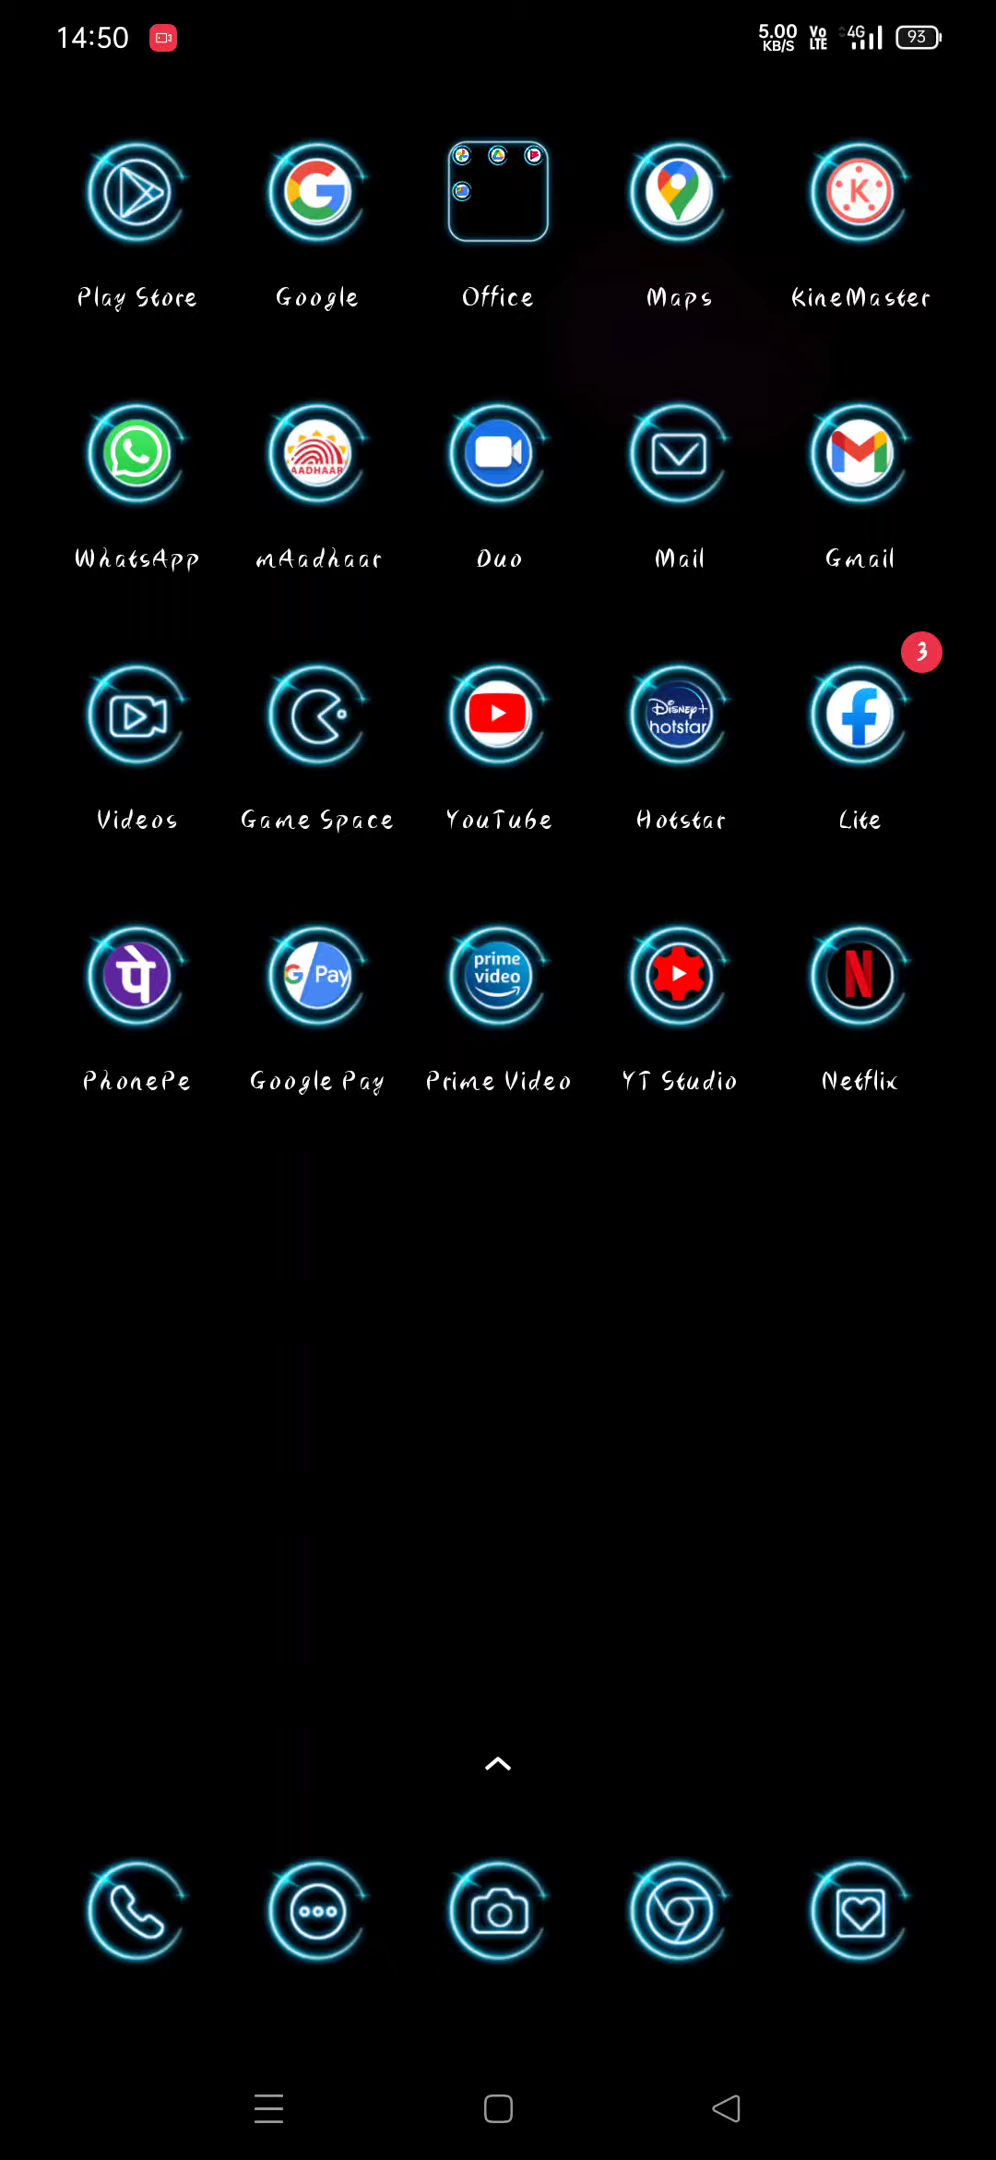 14:50 5.00 KB/S Vo LTE 4G 93
Play Store Google Office Maps KineMaster
AADHAAR
WhatsApp mAadhaar Duo Mail Gmail
3
Disney+ hotstar
Videos Game Space YouTube Hotstar Lite
पे G Pay prime video N
PhonePe Google Pay Prime Video YT Studio Netflix